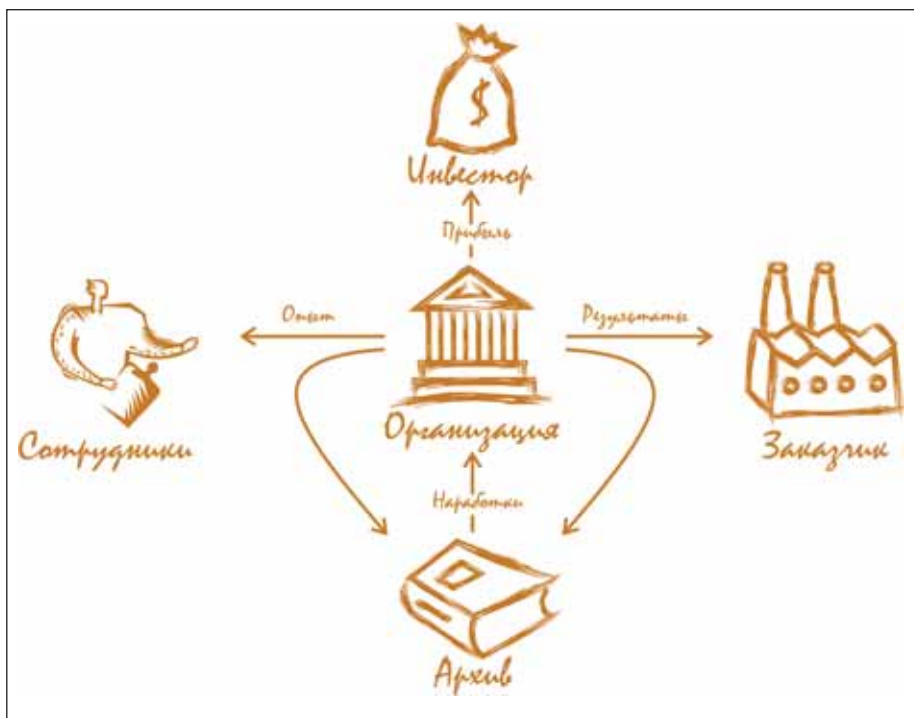 $
Инвестор
Прибыль
Опыт
Результаты
Сотрудники
Организация
Заказчик
Наработки
Архив